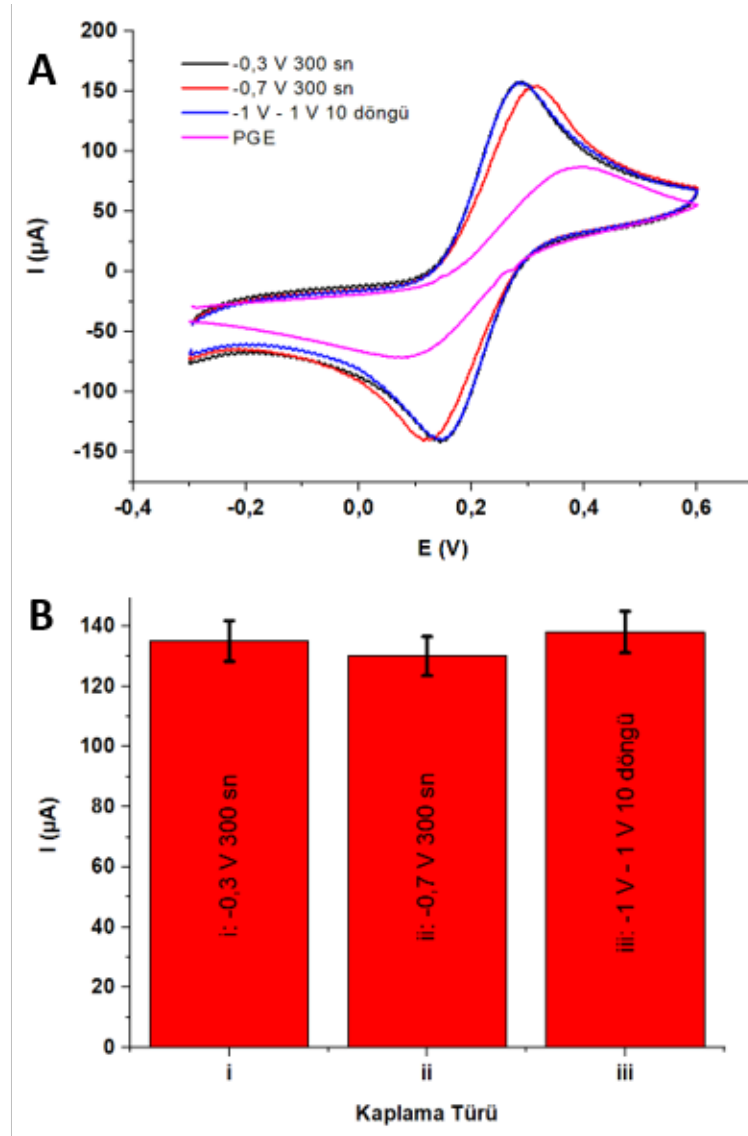 A
-0,3 V 300 sn
-0,7 V 300 sn
-1 V - 1 V 10 döngü
PGE
200
150
100
50
0
-50
-100
-150
I (µA)
-0,4 -0,2 0,0 0,2 0,4 0,6
E (V)
B
140
120
100
80
60
40
20
0
I (µA)
i: -0,3 V 300 sn
ii: -0,7 V 300 sn
iii: -1 V - 1 V 10 döngü
i ii iii
Kaplama Türü